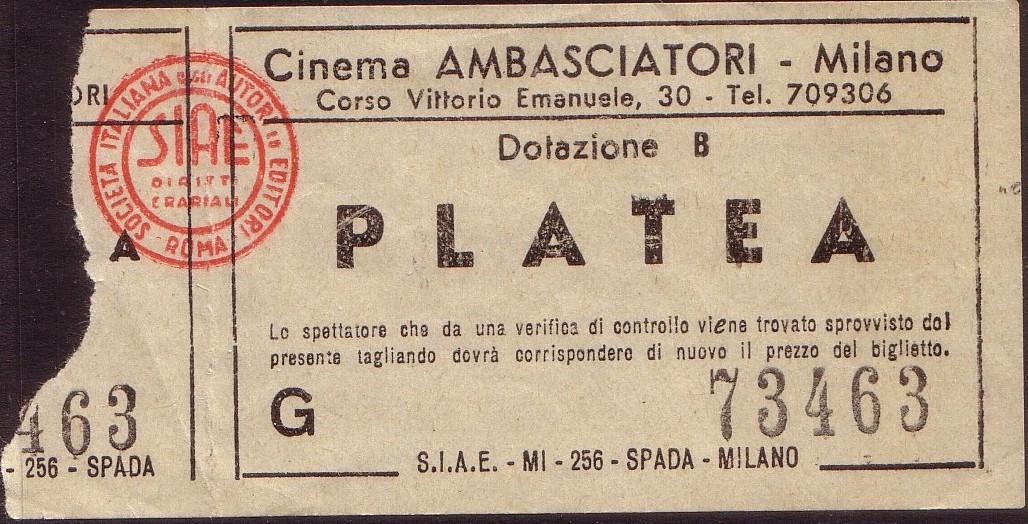 Cinema AMBASCIATORI - Milano
Corso Vittorio Emanuele, 30 - Tel. 709306
Dotazione B
PLATEA
Lo spettatore che da una verifica di controllo viene trovato sprovvisto del
presente tagliando dovrà corrispondere di nuovo il prezzo del biglietto.
G
73463
S.I.A.E. - MI - 256 - SPADA - MILANO
ORI
SOCIETÀ ITALIANA degli AUTORI ed EDITORI
SIAE
DIRITTI
ERARIALI
ROMA
A
463
- 256 - SPADA